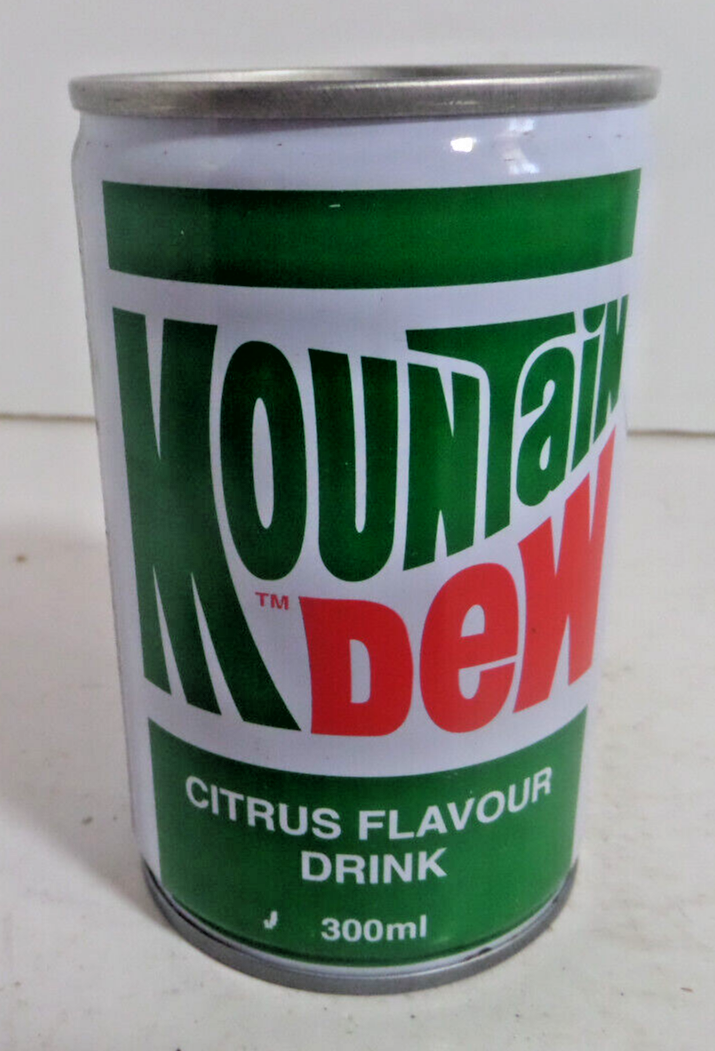 MOUNTaiN
DeW
TM
CITRUS FLAVOUR
DRINK
300ml